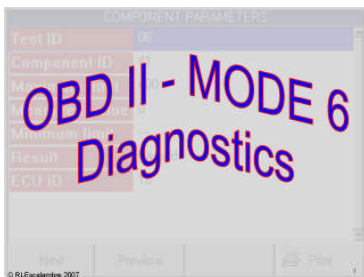 COMPONENT PARAMETERS
Test ID 06
Component ID
OBD II - MODE 6
Diagnostics
Minimum limit
Result
ECU ID
Next Previous Print
© RLEscalambre 2007